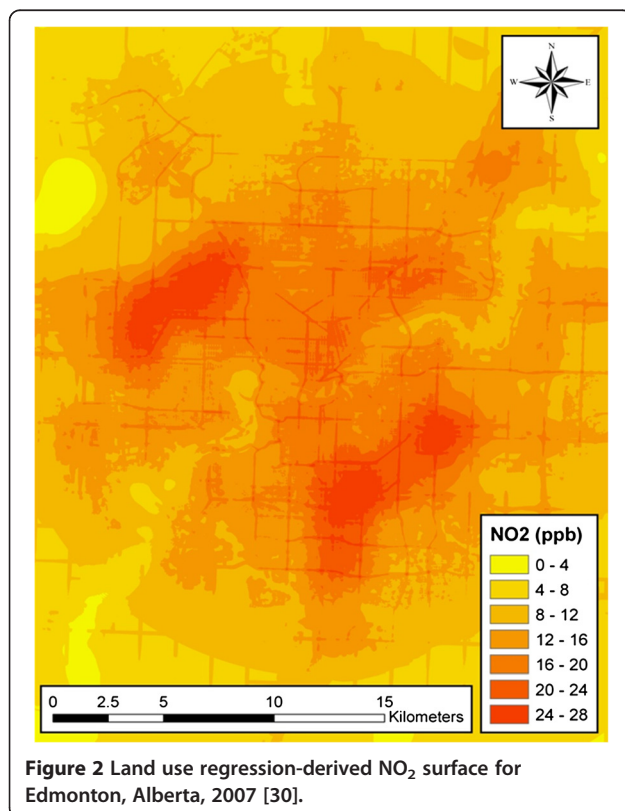 N
W E
S
NO2 (ppb)
0 - 4
4 - 8
8 - 12
12 - 16
16 - 20
20 - 24
24 - 28
0 2.5 5 10 15
Kilometers
Figure 2 Land use regression-derived NO₂ surface for
Edmonton, Alberta, 2007 [30].